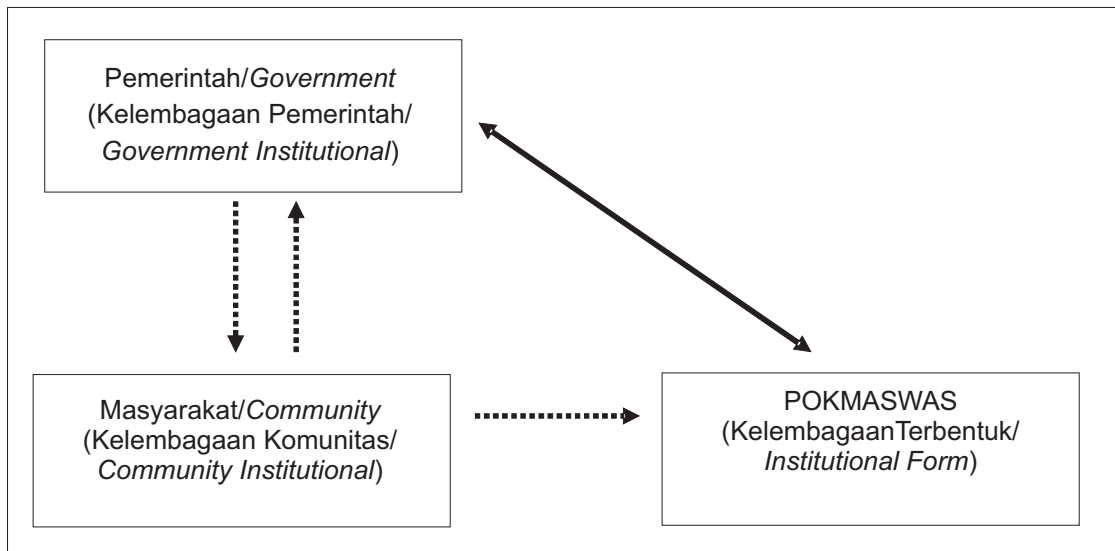 Pemerintah/Government
(Kelembagaan Pemerintah/
Government Institutional)
Masyarakat/Community
(Kelembagaan Komunitas/
Community Institutional)
POKMASWAS
(KelembagaanTerbentuk/
Institutional Form)